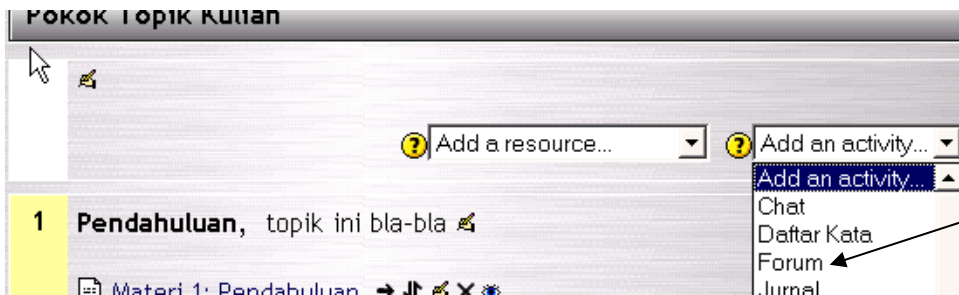 Pokok Topik Kuliah
Add a resource...
Add an activity...
Add an activity...
Chat
Daftar Kata
Forum
Jurnal
1 Pendahuluan, topik ini bla-bla
Materi 1: Pendahuluan